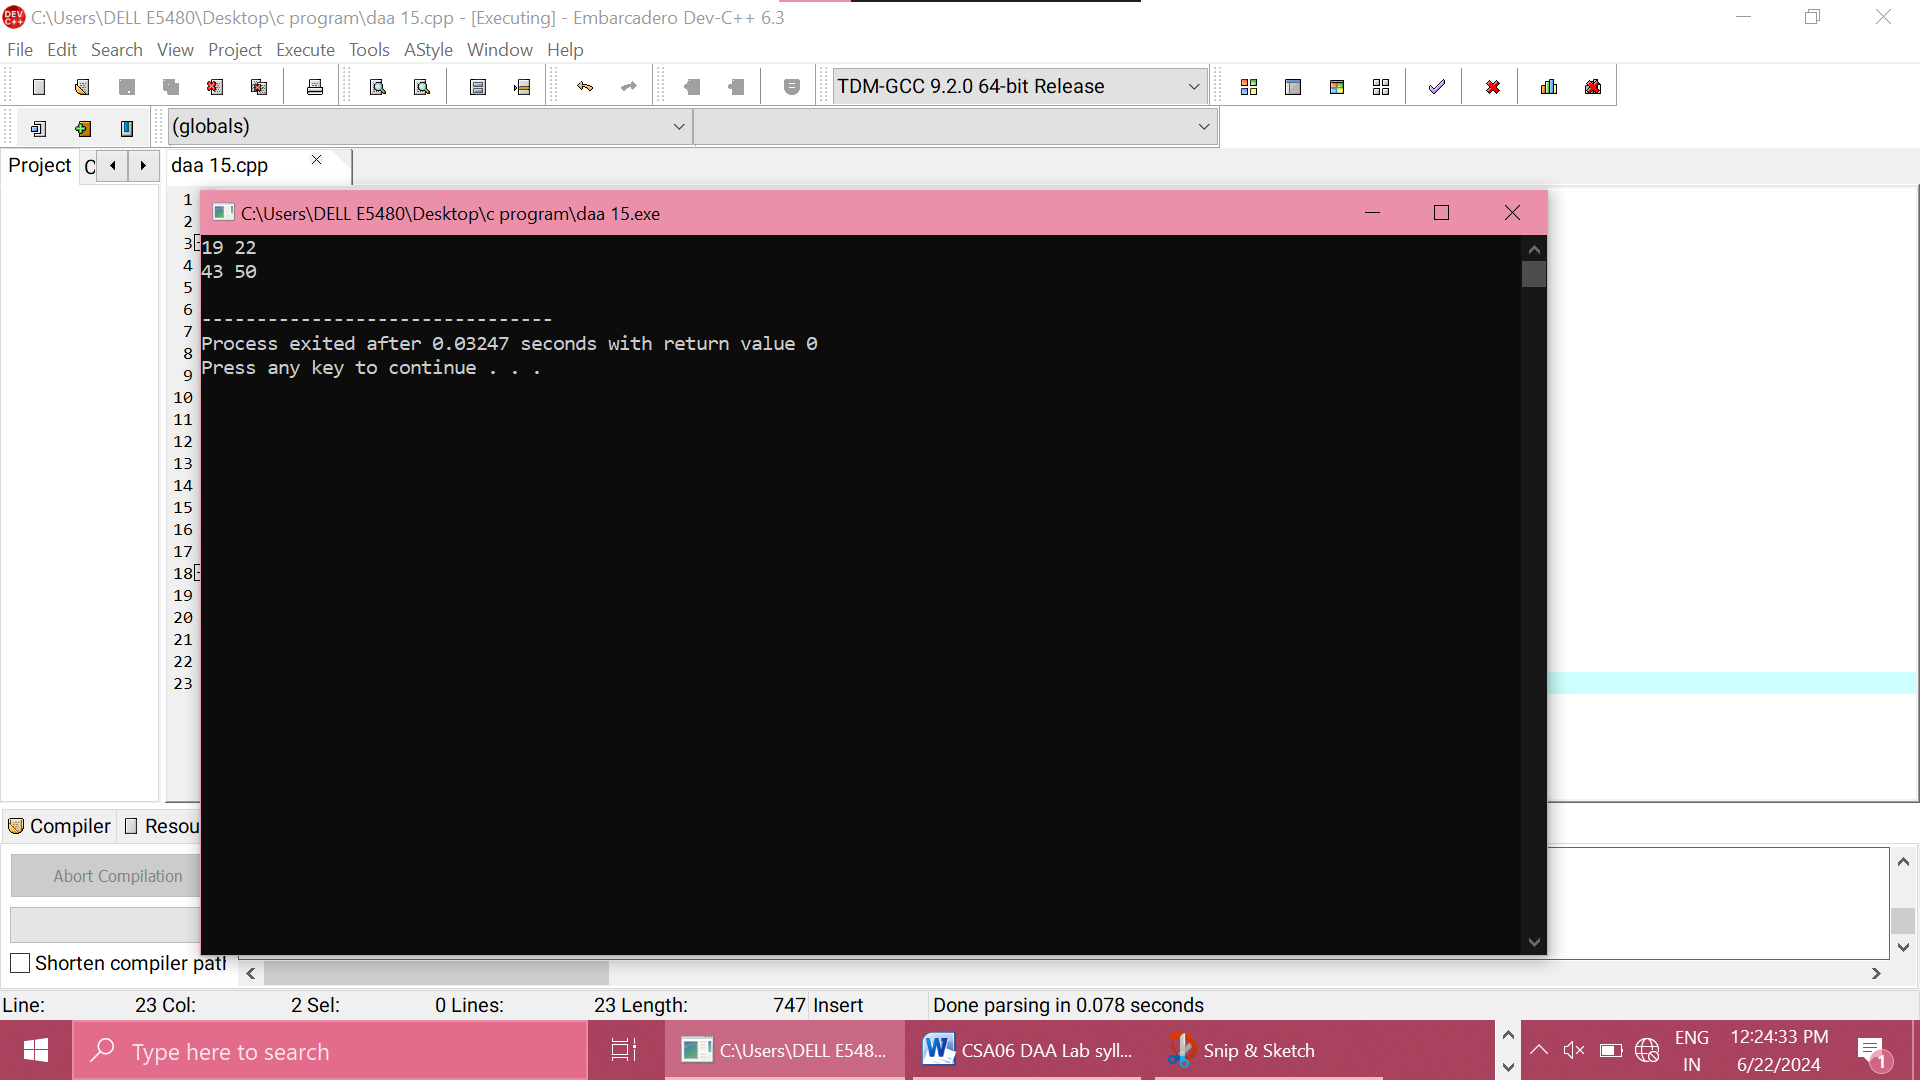 C:\Users\DELL E5480\Desktop\c program\daa 15.cpp - [Executing] - Embarcadero Dev-C++ 6.3
File Edit Search View Project Execute Tools AStyle Window Help
TDM-GCC 9.2.0 64-bit Release
(globals)
Project
daa 15.cpp
C:\Users\DELL E5480\Desktop\c program\daa 15.exe
1
2
3
4
5
6
7
8
9
10
11
12
13
14
15
16
17
18
19
20
21
22
23
19 22
43 50
--------------------------------
Process exited after 0.03247 seconds with return value 0
Press any key to continue . . .
Compiler Resou
Abort Compilation
Shorten compiler path
Line: 23 Col: 2 Sel: 0 Lines: 23 Length: 747 Insert Done parsing in 0.078 seconds
Type here to search
C:\Users\DELL E548...
CSA06 DAA Lab syll...
Snip & Sketch
ENG
IN
12:24:33 PM
6/22/2024
1